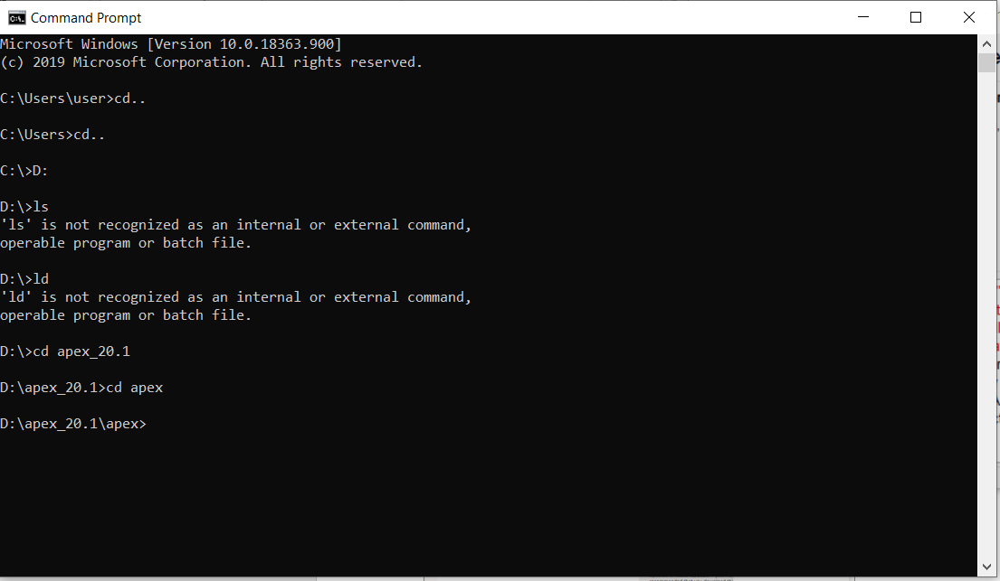 Command Prompt
Microsoft Windows [Version 10.0.18363.900]
(c) 2019 Microsoft Corporation. All rights reserved.
C:\Users\user>cd..
C:\Users>cd..
C:\>D:
D:\>ls
'ls' is not recognized as an internal or external command,
operable program or batch file.
D:\>ld
'ld' is not recognized as an internal or external command,
operable program or batch file.
D:\>cd apex_20.1
D:\apex_20.1>cd apex
D:\apex_20.1\apex>